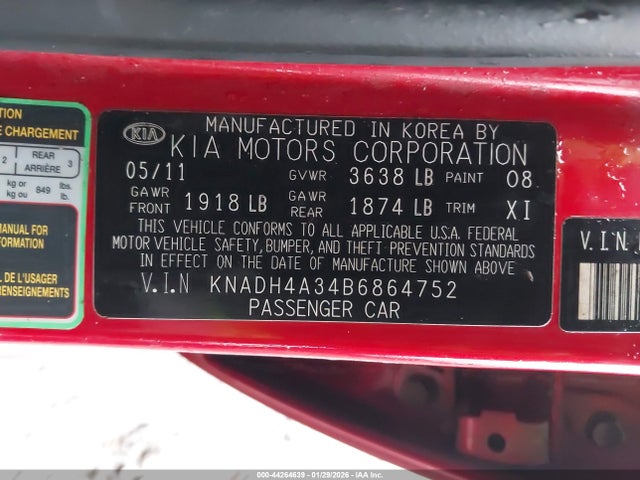 TION
E CHARGEMENT
2 REAR ARRIÈRE 3
kg or kg ou 849 lbs. lb.
MANUAL FOR
FORMATION
L DE L'USAGER
RENSEIGNEMENTS
KIA
MANUFACTURED IN KOREA BY
KIA MOTORS CORPORATION
05/11 GVWR 3638 LB PAINT 08
GAWR FRONT 1918 LB GAWR REAR 1874 LB TRIM XI
THIS VEHICLE CONFORMS TO ALL APPLICABLE U.S.A. FEDERAL
MOTOR VEHICLE SAFETY, BUMPER, AND THEFT PREVENTION STANDARDS
IN EFFECT ON THE DATE OF MANUFACTURE SHOWN ABOVE
V.I.N KNADH4A34B6864752
PASSENGER CAR
V.I.N
000-44264639 - 01/29/2026 - IAA Corp.